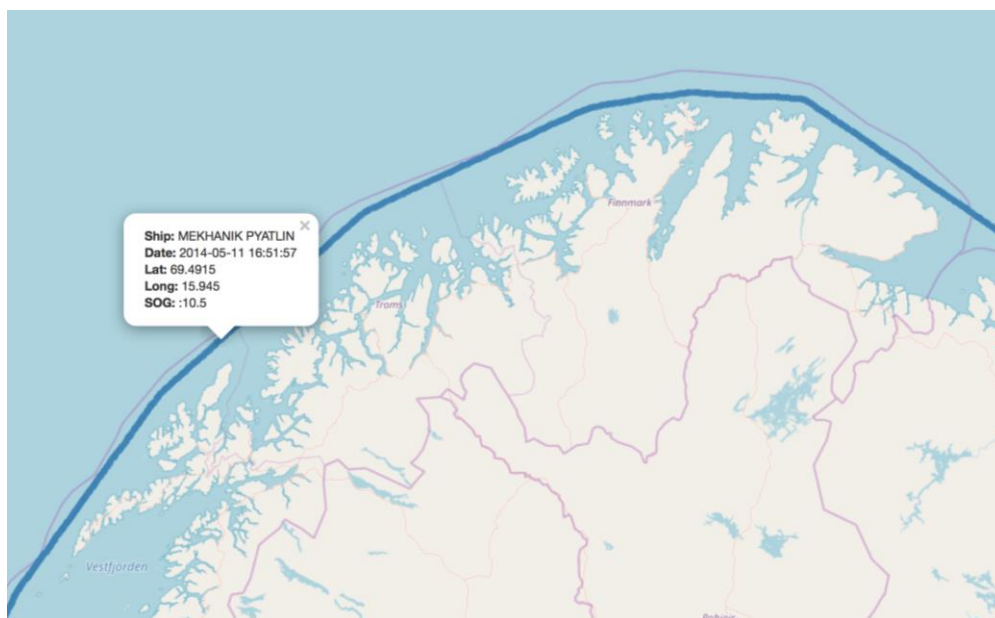 Finnmark
×
Ship: MEKHANIK PYATLIN
Date: 2014-05-11 16:51:57
Lat: 69.4915
Long: 15.945
SOG: :10.5
Troms
Vestfjorden